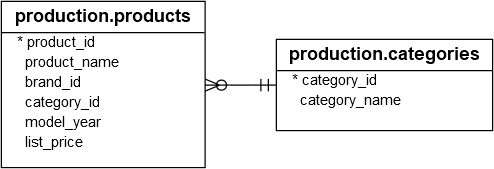 production.products
* product_id
product_name
brand_id
category_id
model_year
list_price
production.categories
* category_id
category_name